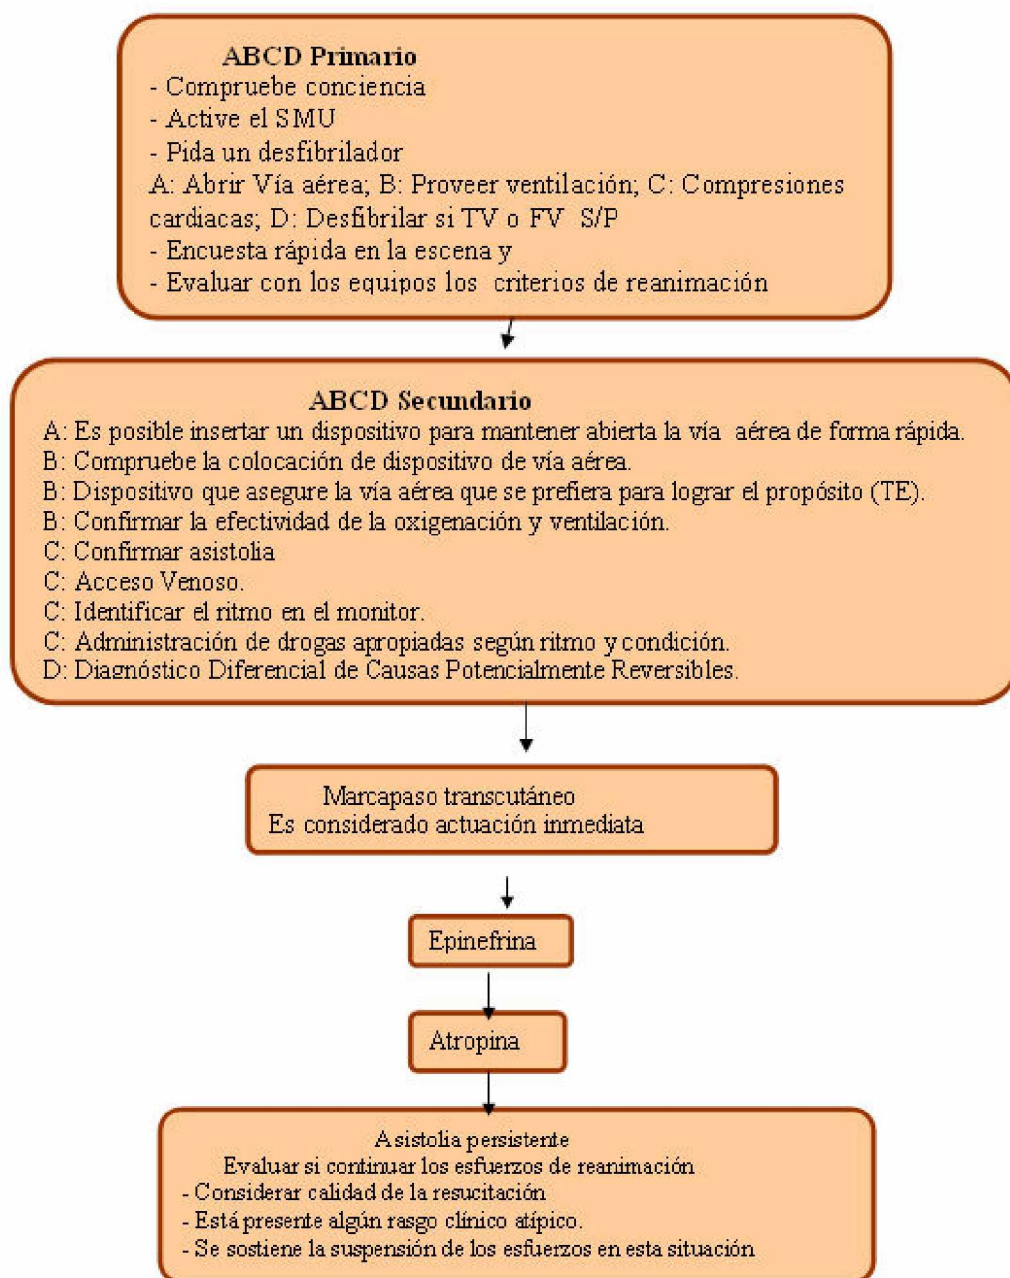 ABCD Primario
- Compruebe conciencia
- Active el SMU
- Pida un desfibrilador
A: Abrir Vía aérea; B: Proveer ventilación; C: Compresiones
cardiacas; D: Desfibrilar si TV o FV S/P
- Encuesta rápida en la escena y
- Evaluar con los equipos los criterios de reanimación
ABCD Secundario
A: Es posible insertar un dispositivo para mantener abierta la vía aérea de forma rápida.
B: Compruebe la colocación de dispositivo de vía aérea.
B: Dispositivo que asegure la vía aérea que se prefiera para lograr el propósito (TE).
B: Confirmar la efectividad de la oxigenación y ventilación.
C: Confirmar asistolia
C: Acceso Venoso.
C: Identificar el ritmo en el monitor.
C: Administración de drogas apropiadas según ritmo y condición.
D: Diagnóstico Diferencial de Causas Potencialmente Reversibles.
Marcapaso transcutáneo
Es considerado actuación inmediata
Epinefrina
Atropina
Asistolia persistente
Evaluar si continuar los esfuerzos de reanimación
- Considerar calidad de la resucitación
- Está presente algún rasgo clínico atípico.
- Se sostiene la suspensión de los esfuerzos en esta situación